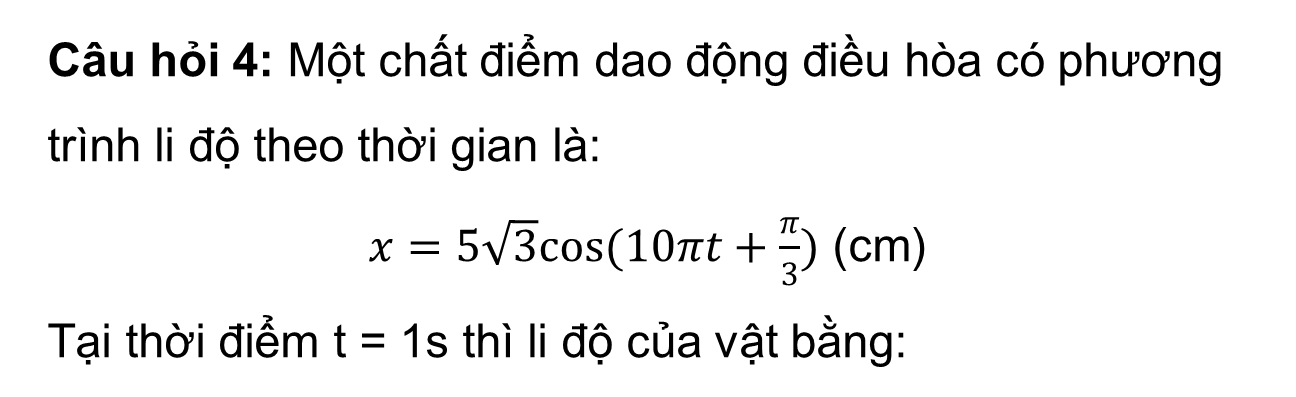 Câu hỏi 4: Một chất điểm dao động điều hòa có phương
trình li độ theo thời gian là:
x = 5√3cos(10πt + π/3) (cm)
Tại thời điểm t = 1s thì li độ của vật bằng: